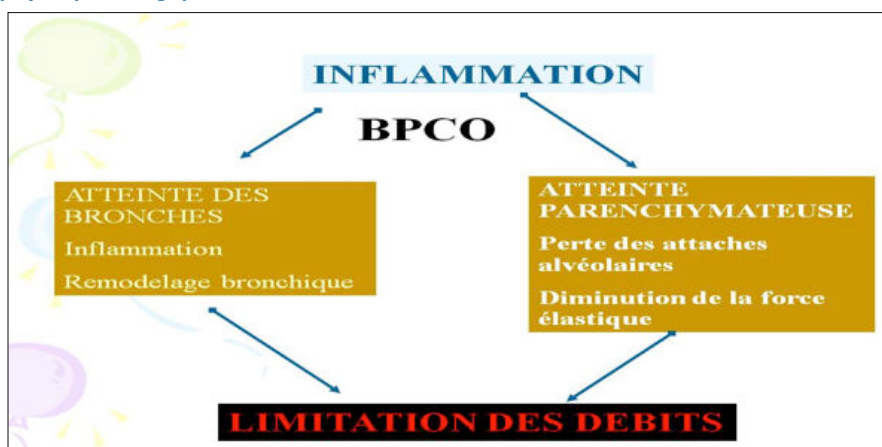 INFLAMMATION
BPCO
ATTEINTE DES
BRONCHES
Inflammation
Remodelage bronchique
ATTEINTE
PARENCHYMATEUSE
Perte des attaches
alvéolaires
Diminution de la force
élastique
LIMITATION DES DEBITS